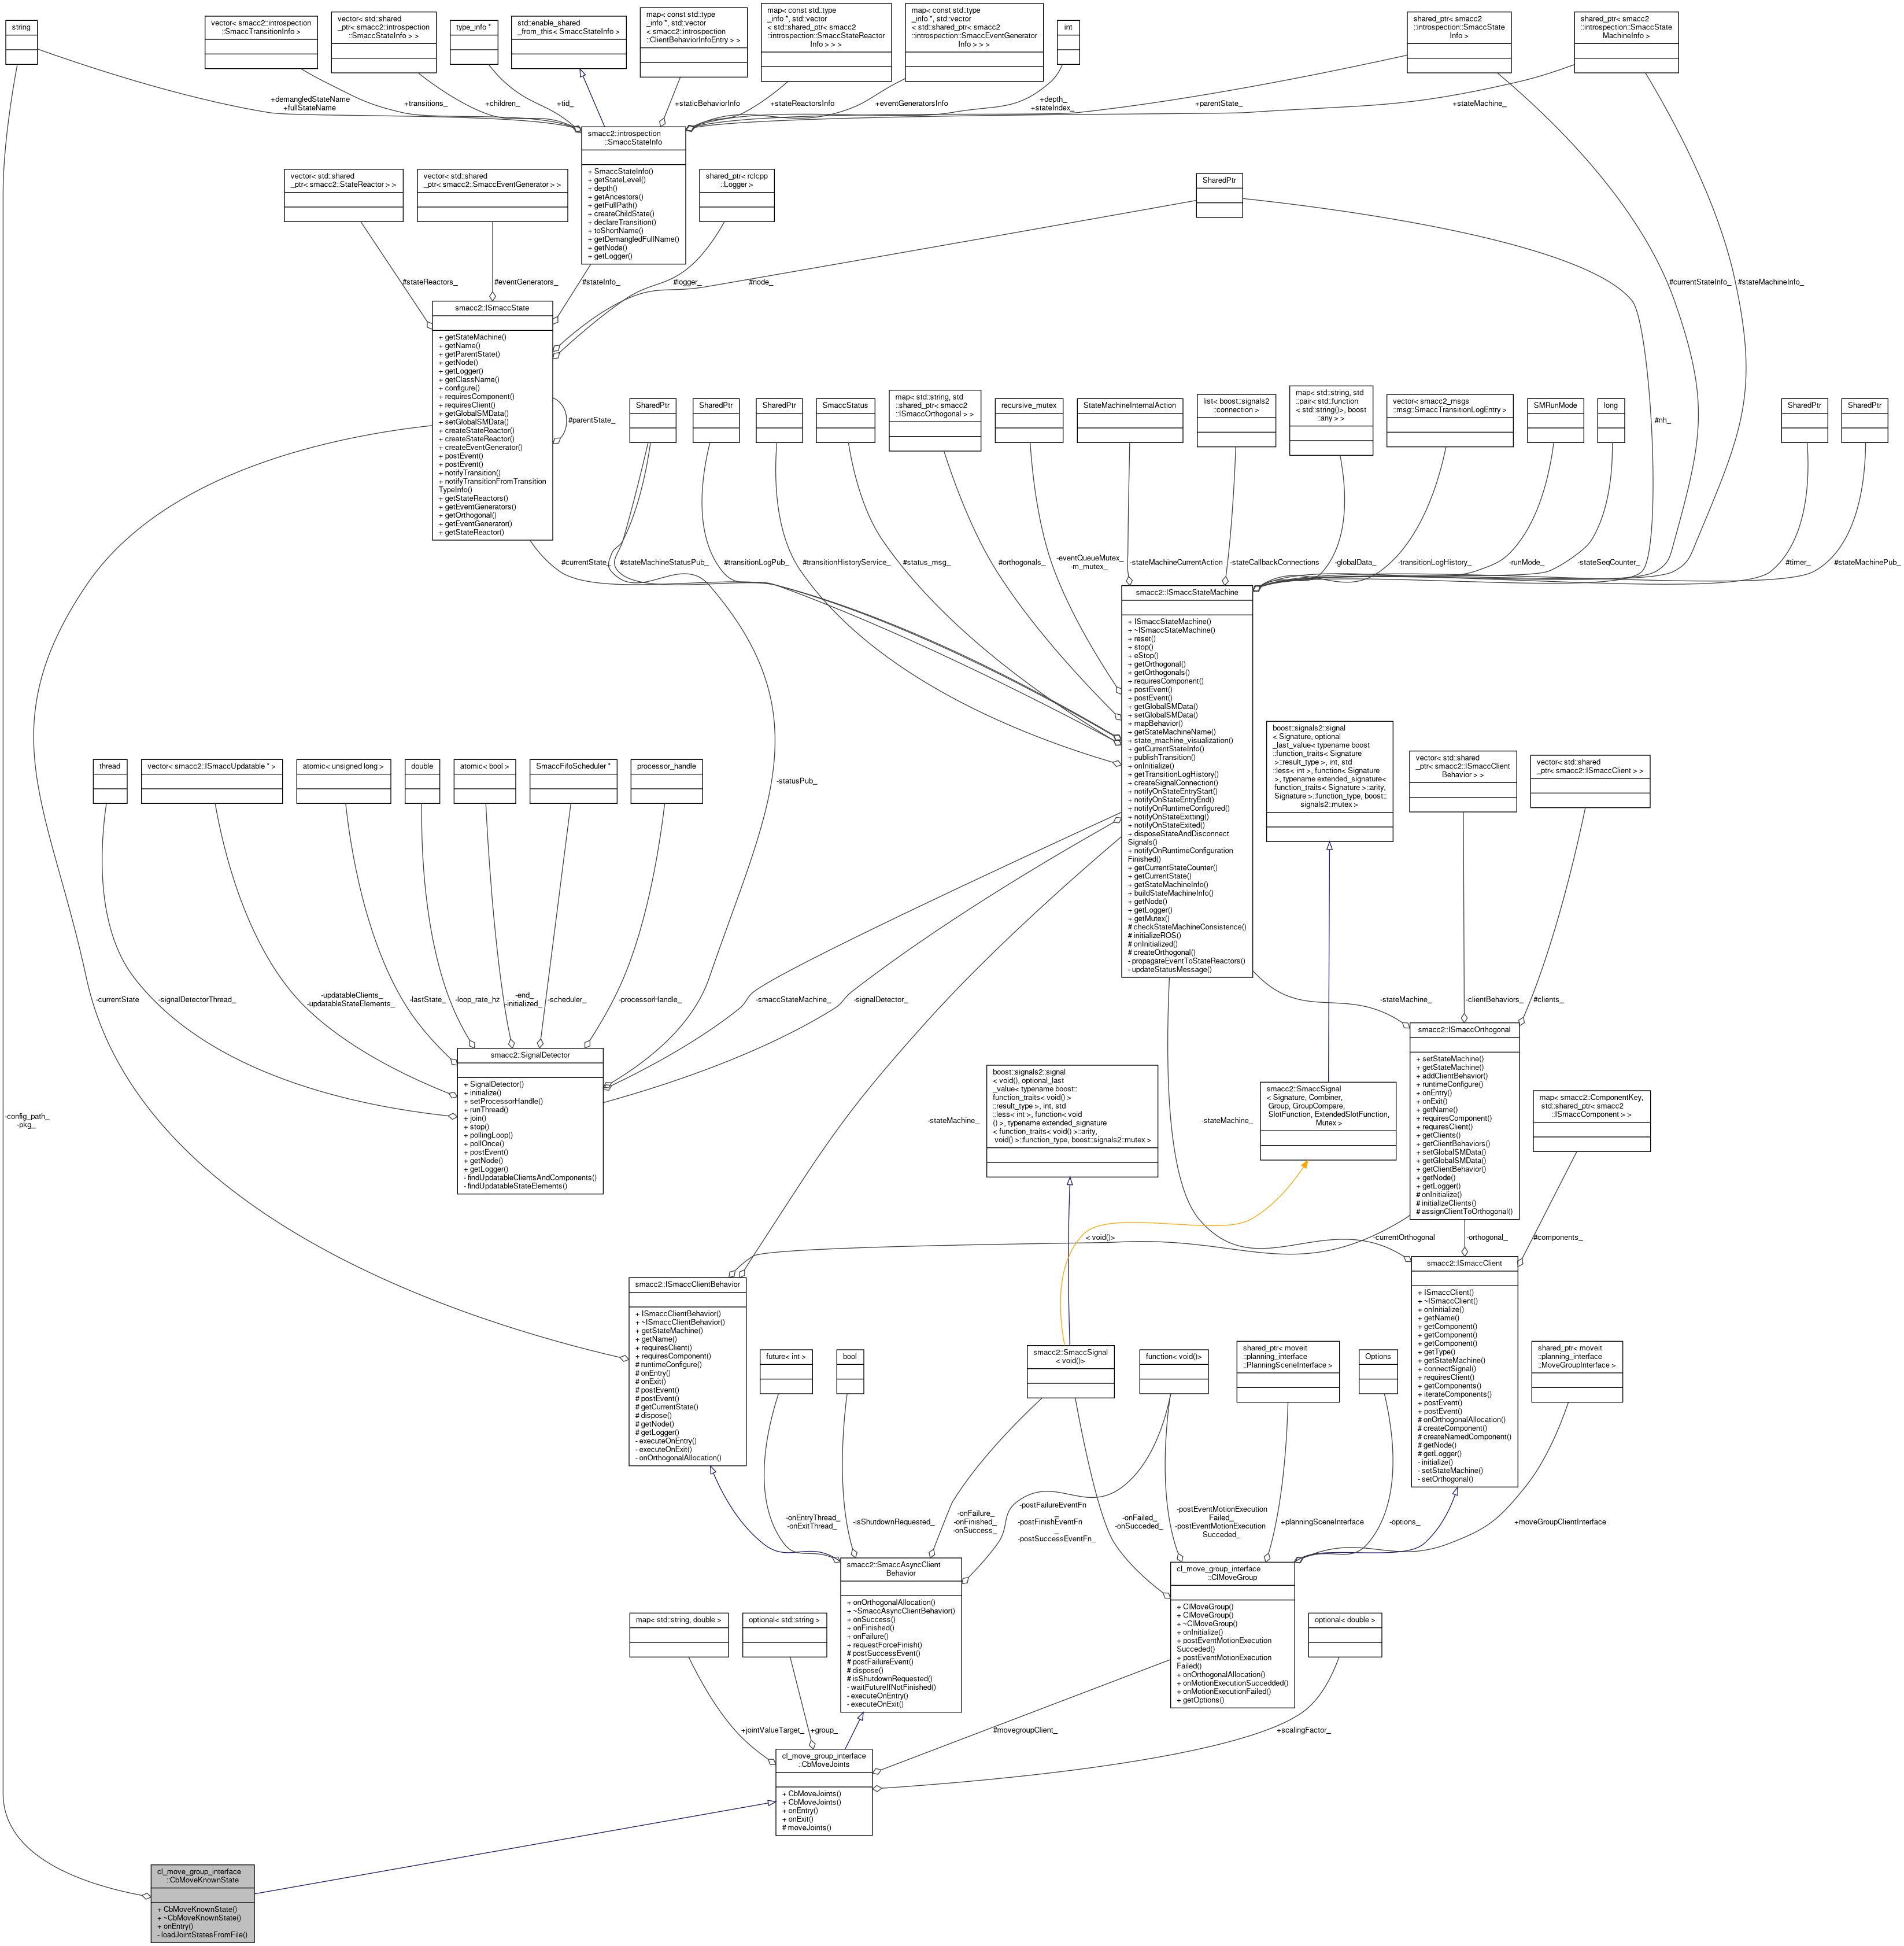 string
vector< smacc2::introspection
::SmaccTransitionInfo >
vector< std::shared
_ptr< smacc2::introspection
::SmaccStateInfo > >
type_info *
std::enable_shared
_from_this< SmaccStateInfo >
map< const std::type
_info *, std::vector
< smacc2::introspection
::ClientBehaviorInfoEntry > >
map< const std::type
_info *, std::vector
< std::shared_ptr< smacc2
::introspection::SmaccStateReactor
Info > > >
map< const std::type
_info *, std::vector
< std::shared_ptr< smacc2
::introspection::SmaccEventGenerator
Info > > >
int
shared_ptr< smacc2
::introspection::SmaccState
Info >
shared_ptr< smacc2
::introspection::SmaccState
MachineInfo >
+demangledStateName
+fullStateName
+transitions_
+children_
+tid_
+staticBehaviorInfo
+stateReactorsInfo
+eventGeneratorsInfo
+depth_
+stateIndex_
+parentState_
+stateMachine_
smacc2::introspection
::SmaccStateInfo
+ SmaccStateInfo()
+ getStateLevel()
+ depth()
+ getAncestors()
+ getFullPath()
+ createChildState()
+ declareTransition()
+ toShortName()
+ getDemangledFullName()
+ getNode()
+ getLogger()
vector< std::shared
_ptr< smacc2::StateReactor > >
vector< std::shared
_ptr< smacc2::SmaccEventGenerator > >
shared_ptr< rclcpp
::Logger >
SharedPtr
#stateReactors_
#eventGenerators_
#stateInfo_
#logger_
#node_
#currentStateInfo_
#stateMachineInfo_
smacc2::ISmaccState
+ getStateMachine()
+ getName()
+ getParentState()
+ getNode()
+ getLogger()
+ getClassName()
+ configure()
+ requiresComponent()
+ requiresClient()
+ getGlobalSMData()
+ setGlobalSMData()
+ createStateReactor()
+ createStateReactor()
+ createEventGenerator()
+ postEvent()
+ postEvent()
+ notifyTransition()
+ notifyTransitionFromTransition
TypeInfo()
+ getStateReactors()
+ getEventGenerators()
+ getOrthogonal()
+ getEventGenerator()
+ getStateReactor()
#parentState_
SharedPtr
SharedPtr
SharedPtr
SmaccStatus
map< std::string, std
::shared_ptr< smacc2
::ISmaccOrthogonal > >
recursive_mutex
StateMachineInternalAction
list< boost::signals2
::connection >
map< std::string, std
::pair< std::function
< std::string()>, boost
::any > >
vector< smacc2_msgs
::msg::SmaccTransitionLogEntry >
SMRunMode
long
#nh_
SharedPtr
SharedPtr
#currentState_
#stateMachineStatusPub_
#transitionLogPub_
#transitionHistoryService_
#status_msg_
#orthogonals_
-eventQueueMutex_
-m_mutex_
-stateMachineCurrentAction
-stateCallbackConnections
-globalData_
-transitionLogHistory_
-runMode_
-stateSeqCounter_
#timer_
#stateMachinePub_
smacc2::ISmaccStateMachine
+ ISmaccStateMachine()
+ ~ISmaccStateMachine()
+ reset()
+ stop()
+ eStop()
+ getOrthogonal()
+ getOrthogonals()
+ requiresComponent()
+ postEvent()
+ postEvent()
+ getGlobalSMData()
+ setGlobalSMData()
+ mapBehavior()
+ getStateMachineName()
+ state_machine_visualization()
+ getCurrentStateInfo()
+ publishTransition()
+ onInitialize()
+ getTransitionLogHistory()
+ createSignalConnection()
+ notifyOnStateEntryStart()
+ notifyOnStateEntryEnd()
+ notifyOnRuntimeConfigured()
+ notifyOnStateExitting()
+ notifyOnStateExited()
+ disposeStateAndDisconnect
Signals()
+ notifyOnRuntimeConfiguration
Finished()
+ getCurrentStateCounter()
+ getCurrentState()
+ getStateMachineInfo()
+ buildStateMachineInfo()
+ getNode()
+ getLogger()
+ getMutex()
# checkStateMachineConsistence()
# initializeROS()
# onInitialized()
# createOrthogonal()
- propagateEventToStateReactors()
- updateStatusMessage()
thread
vector< smacc2::ISmaccUpdatable * >
atomic< unsigned long >
double
atomic< bool >
SmaccFifoScheduler *
processor_handle
-statusPub_
boost::signals2::signal
< Signature, optional
_last_value< typename boost
::function_traits< Signature
>::result_type >, int, std
::less< int >, function< Signature
>, typename extended_signature<
function_traits< Signature >::arity,
Signature >::function_type, boost::
signals2::mutex >
vector< std::shared
_ptr< smacc2::ISmaccClient
Behavior > >
vector< std::shared
_ptr< smacc2::ISmaccClient > >
-currentState
-signalDetectorThread_
-updatableClients_
-updatableStateElements_
-lastState_
-loop_rate_hz
-end_
-initialized_
-scheduler_
-processorHandle_
-smaccStateMachine_
-signalDetector_
-stateMachine_
-clientBehaviors_
#clients_
smacc2::SignalDetector
+ SignalDetector()
+ initialize()
+ setProcessorHandle()
+ runThread()
+ join()
+ stop()
+ pollingLoop()
+ pollOnce()
+ postEvent()
+ getNode()
+ getLogger()
- findUpdatableClientsAndComponents()
- findUpdatableStateElements()
smacc2::ISmaccOrthogonal
+ setStateMachine()
+ getStateMachine()
+ addClientBehavior()
+ runtimeConfigure()
+ onEntry()
+ onExit()
+ getName()
+ requiresComponent()
+ requiresClient()
+ getClients()
+ getClientBehaviors()
+ setGlobalSMData()
+ getGlobalSMData()
+ getClientBehavior()
+ getNode()
+ getLogger()
# onInitialize()
# initializeClients()
# assignClientToOrthogonal()
-config_path_
-pkg_
-stateMachine_
boost::signals2::signal
< void(), optional_last
_value< typename boost::
function_traits< void() >
::result_type >, int, std
::less< int >, function< void
() >, typename extended_signature
< function_traits< void() >::arity,
void() >::function_type, boost::signals2::mutex >
-stateMachine_
smacc2::SmaccSignal
< Signature, Combiner,
Group, GroupCompare,
SlotFunction, ExtendedSlotFunction,
Mutex >
map< smacc2::ComponentKey,
std::shared_ptr< smacc2
::ISmaccComponent > >
< void()>
-currentOrthogonal
-orthogonal_
#components_
smacc2::ISmaccClientBehavior
+ ISmaccClientBehavior()
+ ~ISmaccClientBehavior()
+ getStateMachine()
+ getName()
+ requiresClient()
+ requiresComponent()
# runtimeConfigure()
# onEntry()
# onExit()
# postEvent()
# postEvent()
# getCurrentState()
# dispose()
# getNode()
# getLogger()
- executeOnEntry()
- executeOnExit()
- onOrthogonalAllocation()
smacc2::ISmaccClient
+ ISmaccClient()
+ ~ISmaccClient()
+ onInitialize()
+ getName()
+ getComponent()
+ getComponent()
+ getComponent()
+ getType()
+ getStateMachine()
+ connectSignal()
+ requiresClient()
+ getComponents()
+ iterateComponents()
+ postEvent()
+ postEvent()
# onOrthogonalAllocation()
# createComponent()
# createNamedComponent()
# getNode()
# getLogger()
- initialize()
- setStateMachine()
- setOrthogonal()
future< int >
bool
smacc2::SmaccSignal
< void()>
function< void()>
shared_ptr< moveit
::planning_interface
::PlanningSceneInterface >
Options
shared_ptr< moveit
::planning_interface
::MoveGroupInterface >
-onEntryThread_
-onExitThread_
-isShutdownRequested_
-onFailure_
-onFinished_
-onSuccess_
-postFailureEventFn
_
-postFinishEventFn
_
-postSuccessEventFn_
-onFailed_
-onSucceded_
-postEventMotionExecution
Failed_
-postEventMotionExecution
Succeded_
+planningSceneInterface
-options_
+moveGroupClientInterface
smacc2::SmaccAsyncClient
Behavior
+ onOrthogonalAllocation()
+ ~SmaccAsyncClientBehavior()
+ onSuccess()
+ onFinished()
+ onFailure()
+ requestForceFinish()
# postSuccessEvent()
# postFailureEvent()
# dispose()
# isShutdownRequested()
- waitFutureIfNotFinished()
- executeOnEntry()
- executeOnExit()
cl_move_group_interface
::ClMoveGroup
+ ClMoveGroup()
+ ClMoveGroup()
+ ~ClMoveGroup()
+ onInitialize()
+ postEventMotionExecution
Succeded()
+ postEventMotionExecution
Failed()
+ onOrthogonalAllocation()
+ onMotionExecutionSuccedded()
+ onMotionExecutionFailed()
+ getOptions()
map< std::string, double >
optional< std::string >
optional< double >
+jointValueTarget_
+group_
#movegroupClient_
+scalingFactor_
cl_move_group_interface
::CbMoveJoints
+ CbMoveJoints()
+ CbMoveJoints()
+ onEntry()
+ onExit()
# moveJoints()
cl_move_group_interface
::CbMoveKnownState
+ CbMoveKnownState()
+ ~CbMoveKnownState()
+ onEntry()
- loadJointStatesFromFile()